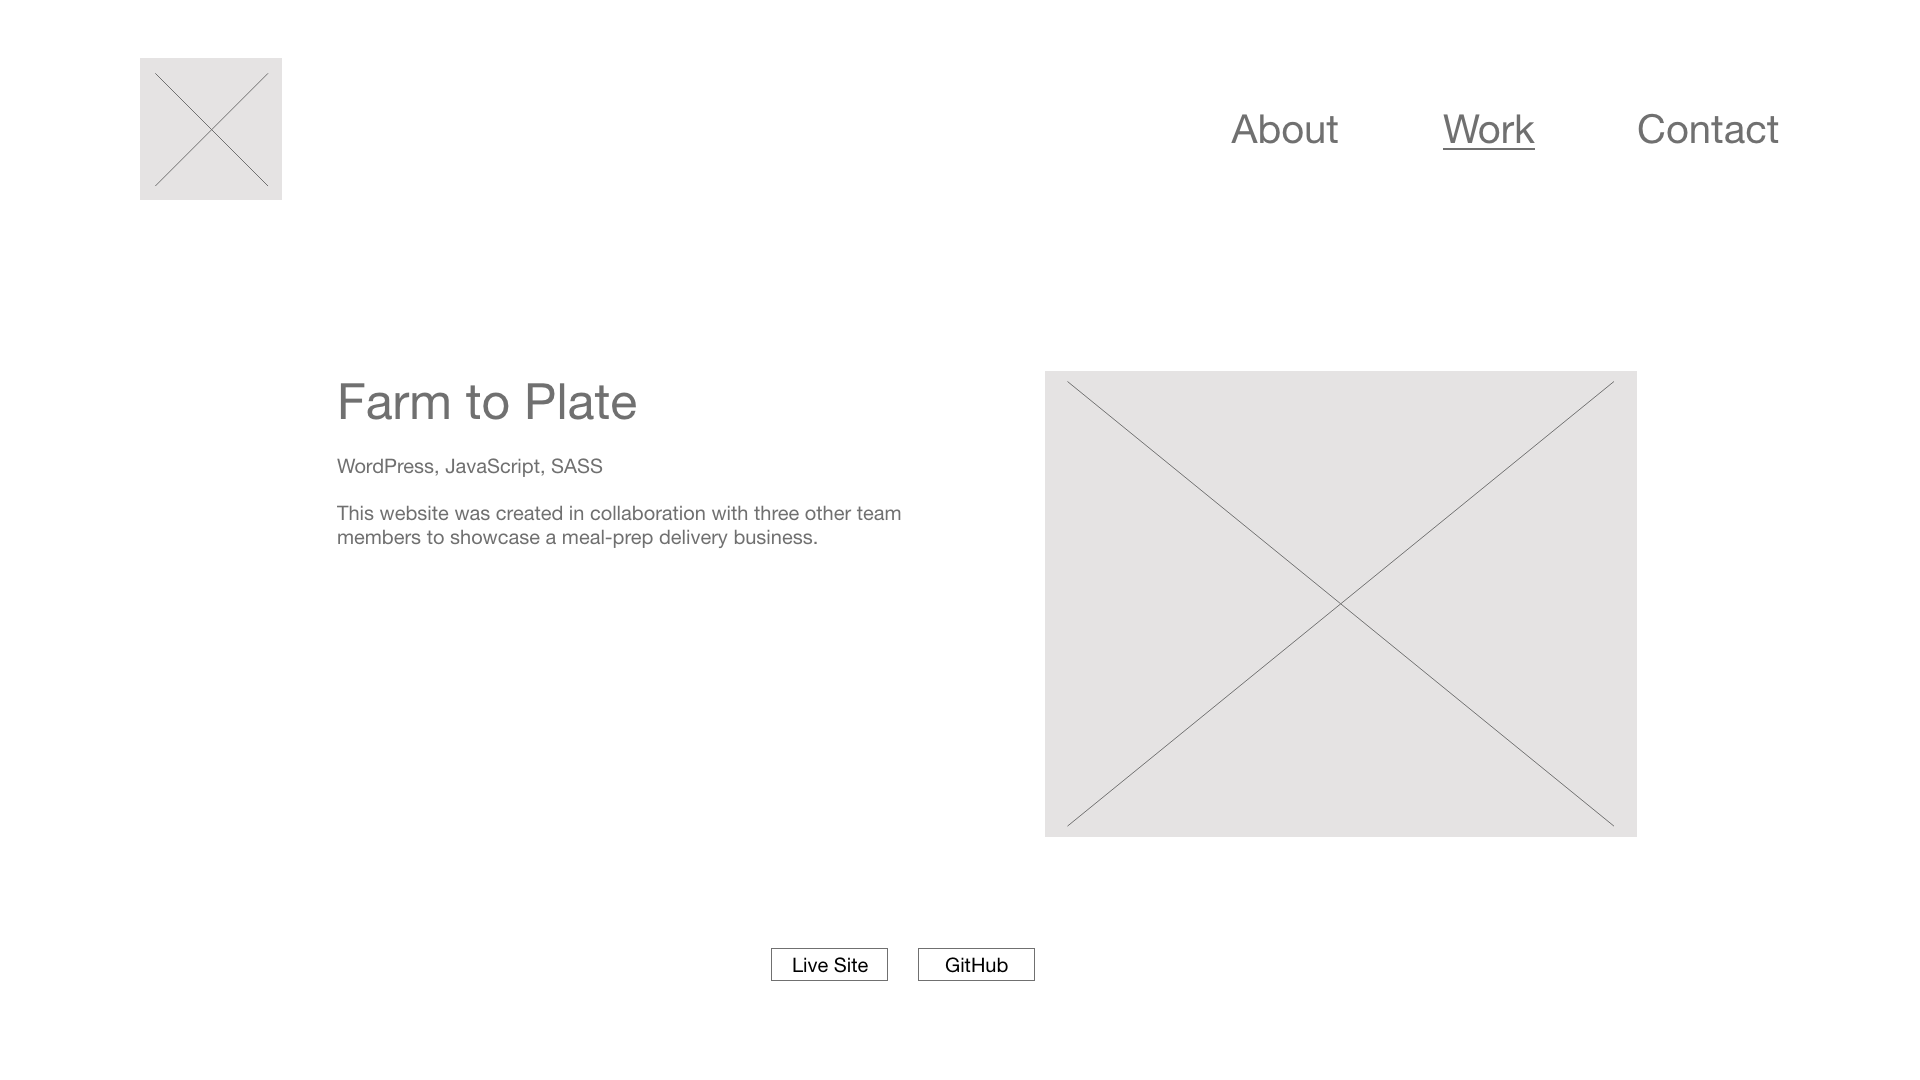 About
Work
Contact
Farm to Plate
WordPress, JavaScript, SASS
This website was created in collaboration with three other team
members to showcase a meal-prep delivery business.
Live Site
GitHub